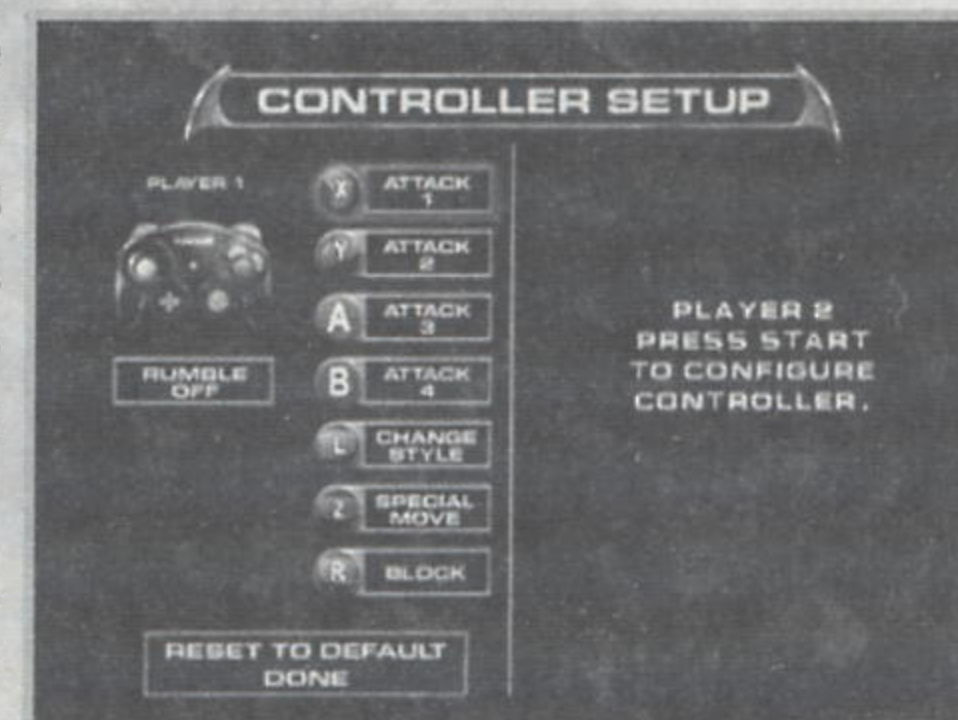 CONTROLLER SETUP
PLAYER 1
RUMBLE
OFF
X
ATTACK
1
Y
ATTACK
2
A
ATTACK
3
B
ATTACK
4
L
CHANGE
STYLE
Z
SPECIAL
MOVE
R
BLOCK
RESET TO DEFAULT
DONE
PLAYER 2
PRESS START
TO CONFIGURE
CONTROLLER.